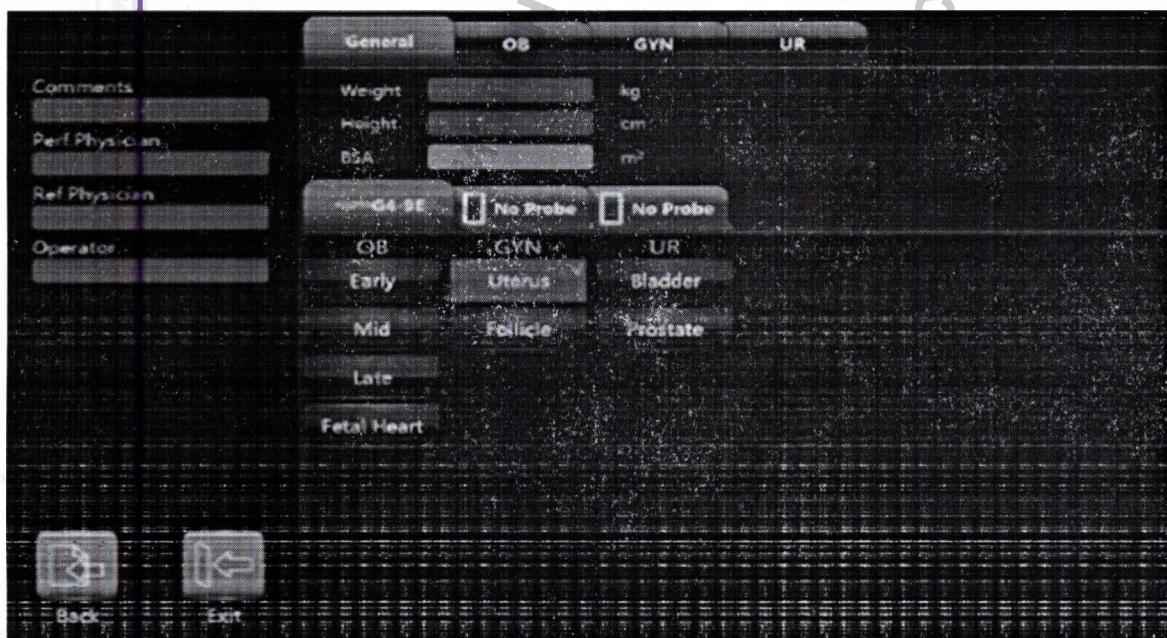 General OB GYN UR
Comments
Weight kg
Height cm
Perf.Physician
BSA m²
Ref.Physician
G4-9E No Probe No Probe
Operator
OB GYN UR
Early Uterus Bladder
Mid Follicle Prostate
Late
Fetal Heart
Back Exit